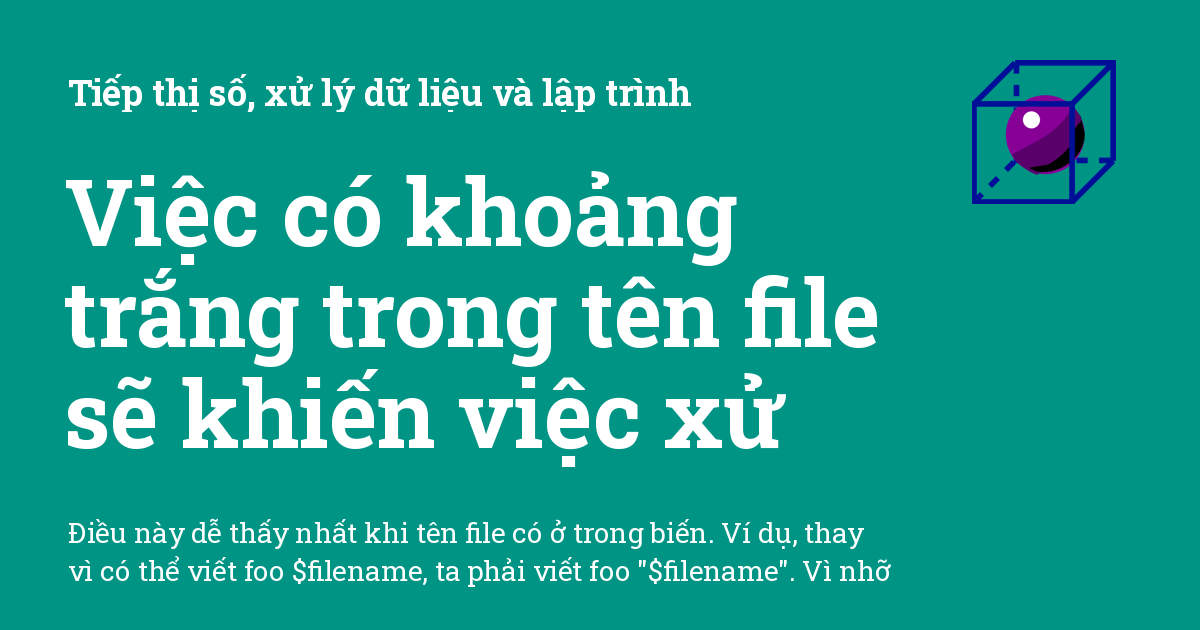 Tiếp thị số, xử lý dữ liệu và lập trình
Việc có khoảng
trắng trong tên file
sẽ khiến việc xử
Điều này dễ thấy nhất khi tên file có ở trong biến. Ví dụ, thay
vì có thể viết foo $filename, ta phải viết foo "$filename". Vì nhỡ